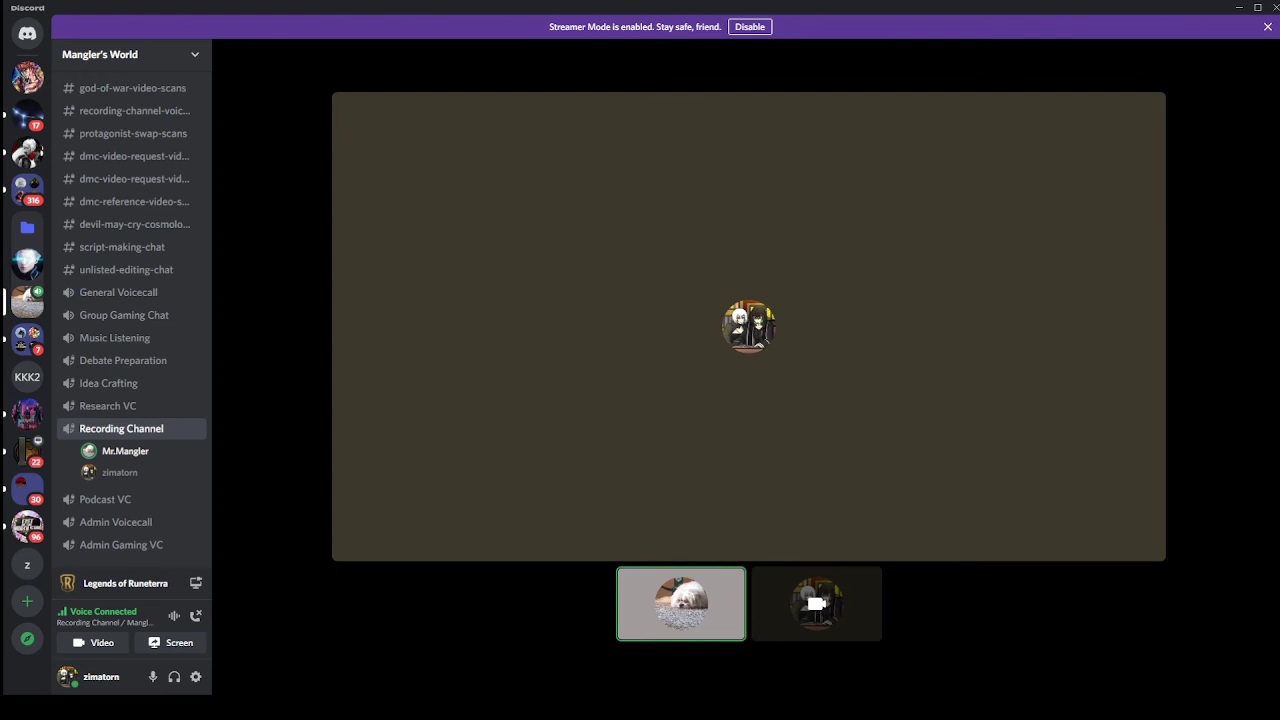 Discord
Streamer Mode is enabled. Stay safe, friend.
Disable
Mangler's World
god-of-war-video-scans
recording-channel-voic...
protagonist-swap-scans
dmc-video-request-vid...
dmc-video-request-vid...
dmc-reference-video-s...
devil-may-cry-cosmolo...
script-making-chat
unlisted-editing-chat
General Voicecall
Group Gaming Chat
Music Listening
Debate Preparation
Idea Crafting
Research VC
Recording Channel
Mr.Mangler
zimatorn
Podcast VC
Admin Voicecall
Admin Gaming VC
Legends of Runeterra
Voice Connected
Recording Channel / Mangl...
Video
Screen
zimatorn
17
316
7
KKK2
22
30
96
z